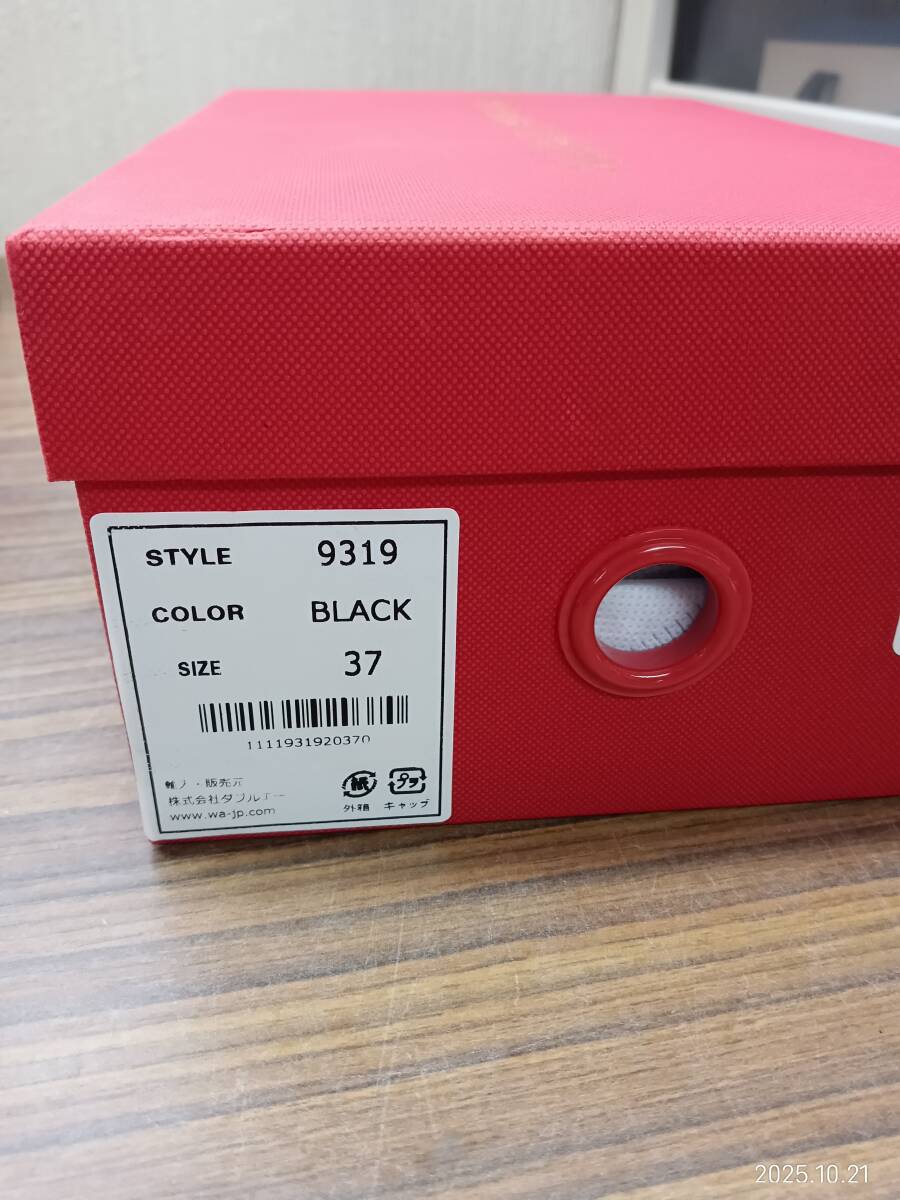 STYLE 9319
COLOR BLACK
SIZE 37
1111931920370
輸入・販売元
株式会社ダブルエー
www.wa-jp.com
紙 プラ
外箱 キャップ
2025.10.21